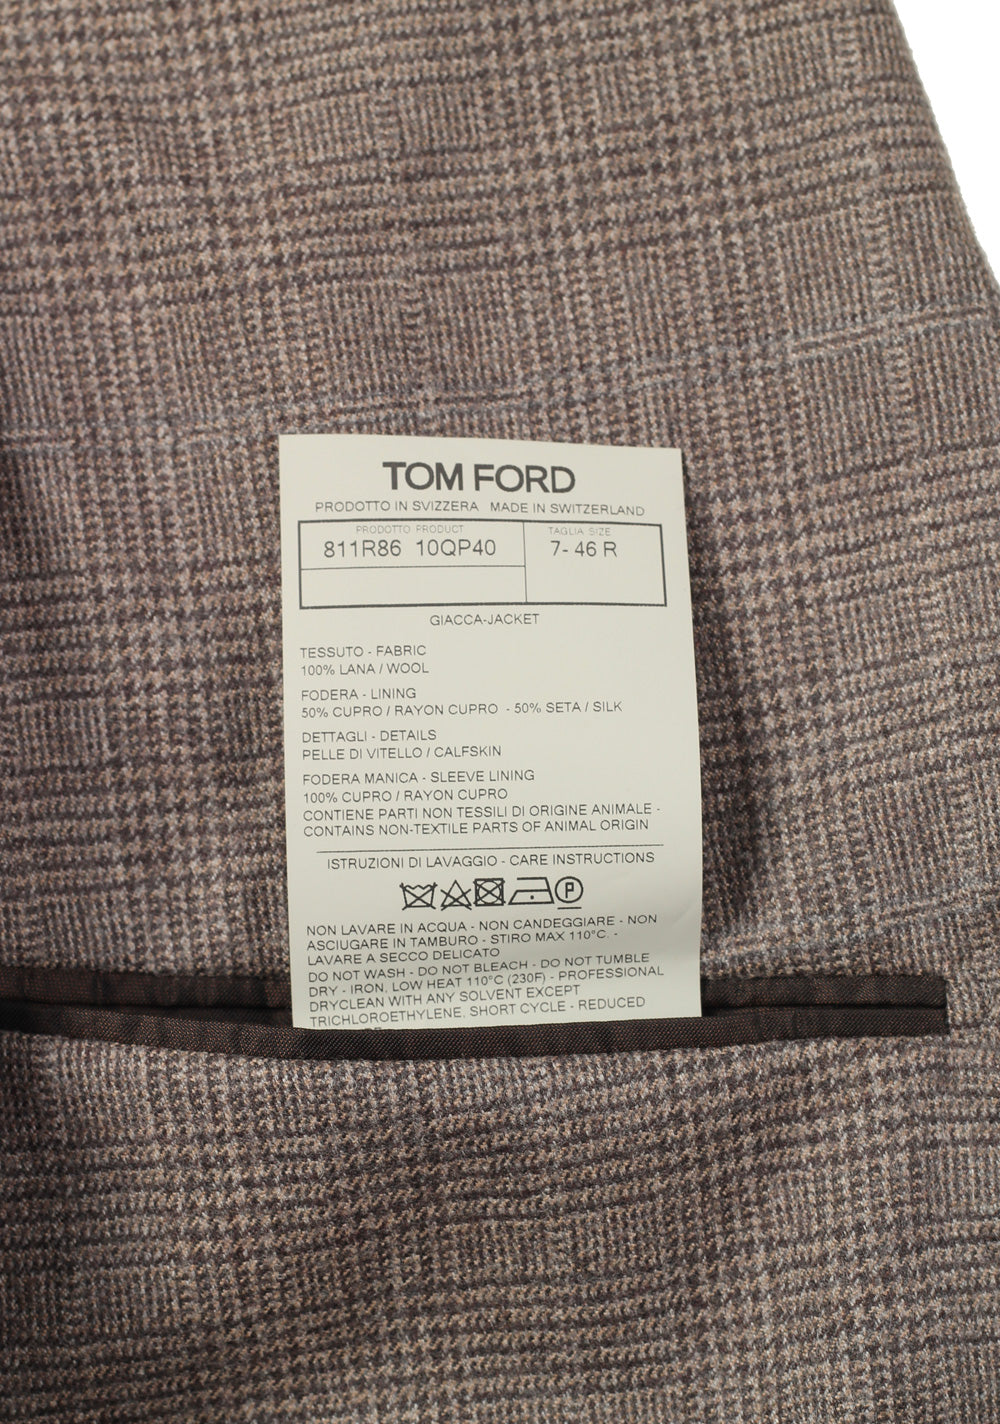 TOM FORD
PRODOTTO IN SVIZZERA MADE IN SWITZERLAND
PRODOTTO PRODUCT TAGLIA SIZE
811R86 10QP40 7- 46 R
GIACCA-JACKET
TESSUTO - FABRIC
100% LANA / WOOL
FODERA - LINING
50% CUPRO / RAYON CUPRO - 50% SETA / SILK
DETTAGLI - DETAILS
PELLE DI VITELLO / CALFSKIN
FODERA MANICA - SLEEVE LINING
100% CUPRO / RAYON CUPRO
CONTIENE PARTI NON TESSILI DI ORIGINE ANIMALE -
CONTAINS NON-TEXTILE PARTS OF ANIMAL ORIGIN
ISTRUZIONI DI LAVAGGIO - CARE INSTRUCTIONS
P
NON LAVARE IN ACQUA - NON CANDEGGIARE - NON
ASCIUGARE IN TAMBURO - STIRO MAX 110°C. -
LAVARE A SECCO DELICATO
DO NOT WASH - DO NOT BLEACH - DO NOT TUMBLE
DRY - IRON, LOW HEAT 110°C (230F) - PROFESSIONAL
DRYCLEAN WITH ANY SOLVENT EXCEPT
TRICHLOROETHYLENE, SHORT CYCLE - REDUCED